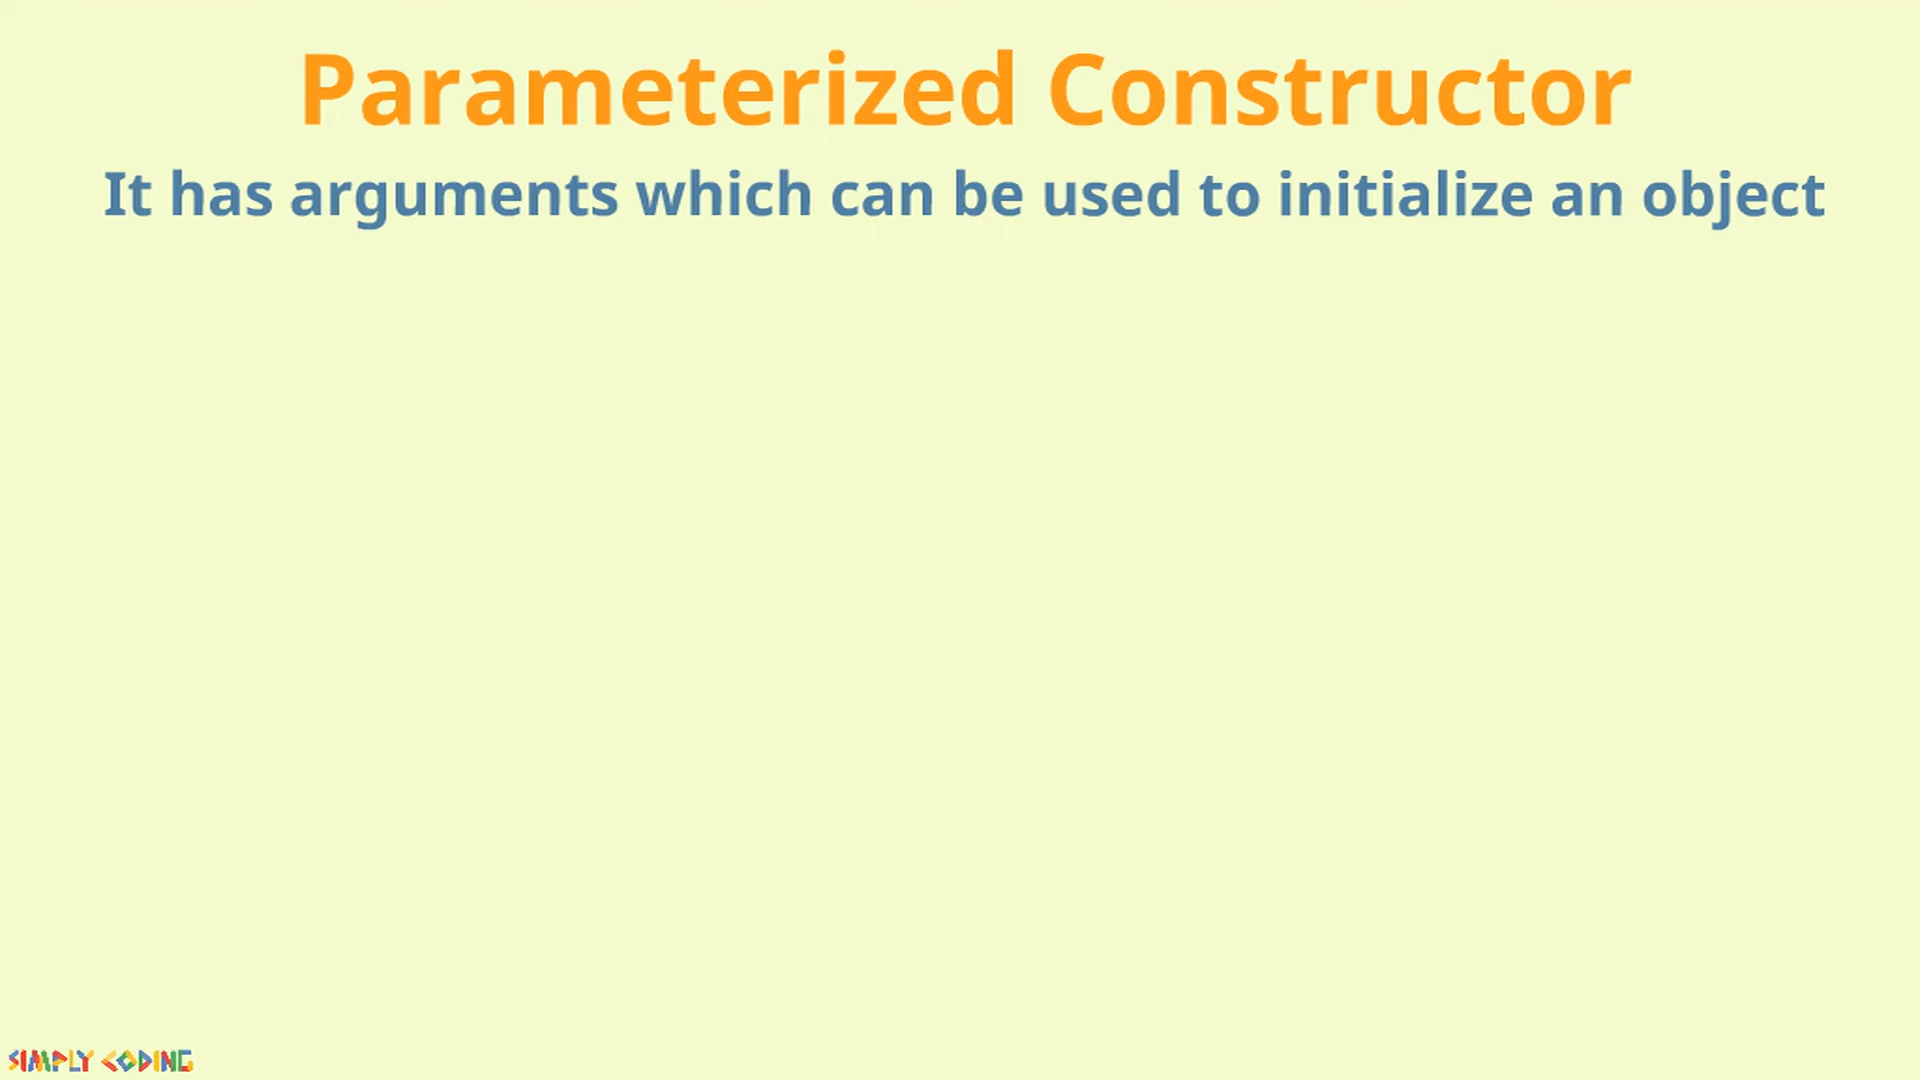 Parameterized Constructor
It has arguments which can be used to initialize an object
SIMPLY CODING